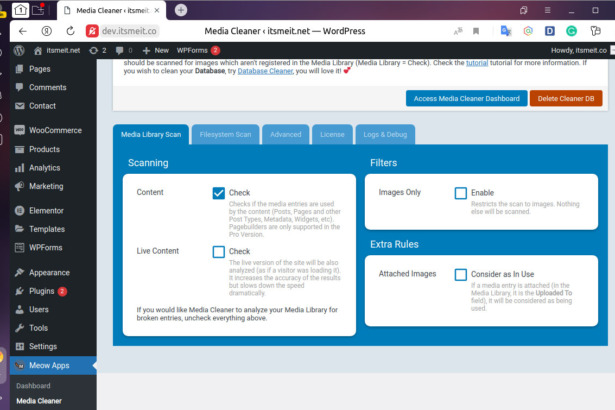 1
Media Cleaner ‹ itsmeit
dev.itsmeit.co
Media Cleaner ‹ itsmeit.net — WordPress
itsmeit.net
2
0
New
WPForms 2
Howdy, itsmeit.co
Pages
Comments
Contact
WooCommerce
Products
Analytics
Marketing
Elementor
Templates
WPForms
Appearance
Plugins 2
Users
Tools
Settings
Meow Apps
Dashboard
Media Cleaner
should be scanned for images which aren't registered in the Media Library (Media Library = Check). Check the tutorial tutorial for more information. If
you wish to clean your Database, try Database Cleaner, you will love it!
Access Media Cleaner Dashboard
Delete Cleaner DB
Media Library Scan
Filesystem Scan
Advanced
License
Logs & Debug
Scanning
Content
Check
Checks if the media entries are used
by the content (Posts, Pages and other
Post Types, Metadata, Widgets, etc).
Pagebuilders are only supported in the
Pro Version.
Live Content
Check
The live version of the site will be also
analyzed (as if a visitor was loading it).
It increases the accuracy of the results
but slows down the speed
dramatically.
If you would like Media Cleaner to analyze your Media Library for
broken entries, uncheck everything above.
Filters
Images Only
Enable
Restricts the scan to images. Nothing
else will be scanned.
Extra Rules
Attached Images
Consider as In Use
If a media entry is attached (in the
Media Library, it is the Uploaded To
field), it will be considered as being
used.